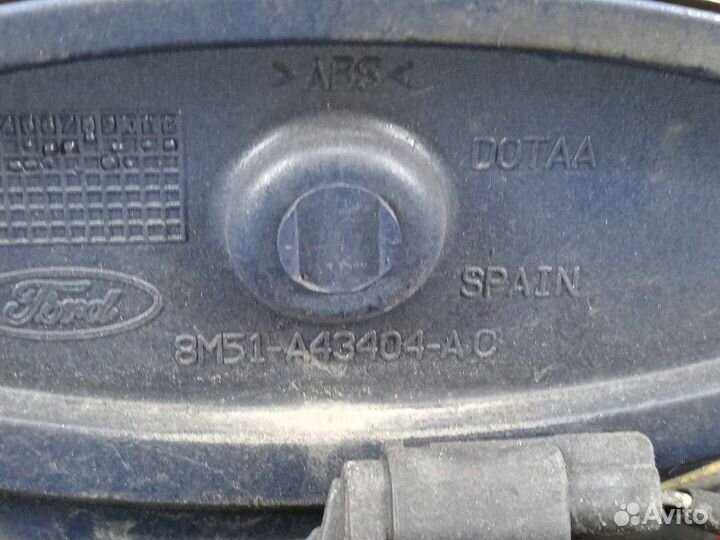 >ABS<
DOTAA
SPAIN
Ford
8M51-A43404-AC
Avito